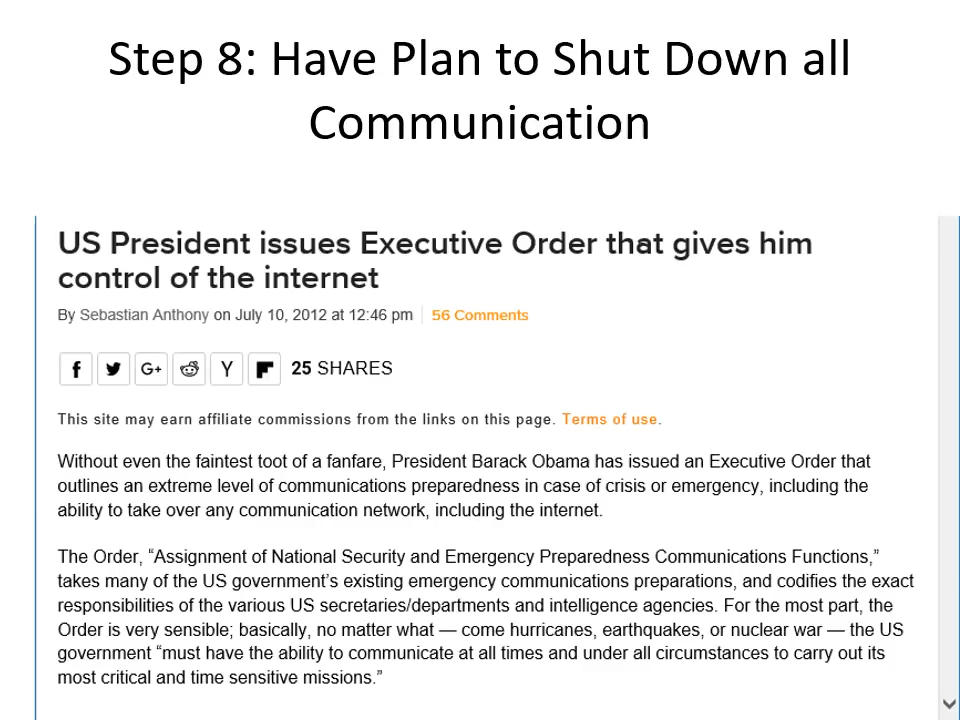 Step 8: Have Plan to Shut Down all
Communication
US President issues Executive Order that gives him
control of the internet
By Sebastian Anthony on July 10, 2012 at 12:46 pm 56 Comments
f G+ Y 25 SHARES
This site may earn affiliate commissions from the links on this page. Terms of use.
Without even the faintest toot of a fanfare, President Barack Obama has issued an Executive Order that
outlines an extreme level of communications preparedness in case of crisis or emergency, including the
ability to take over any communication network, including the internet.
The Order, “Assignment of National Security and Emergency Preparedness Communications Functions,”
takes many of the US government’s existing emergency communications preparations, and codifies the exact
responsibilities of the various US secretaries/departments and intelligence agencies. For the most part, the
Order is very sensible; basically, no matter what — come hurricanes, earthquakes, or nuclear war — the US
government “must have the ability to communicate at all times and under all circumstances to carry out its
most critical and time sensitive missions.”